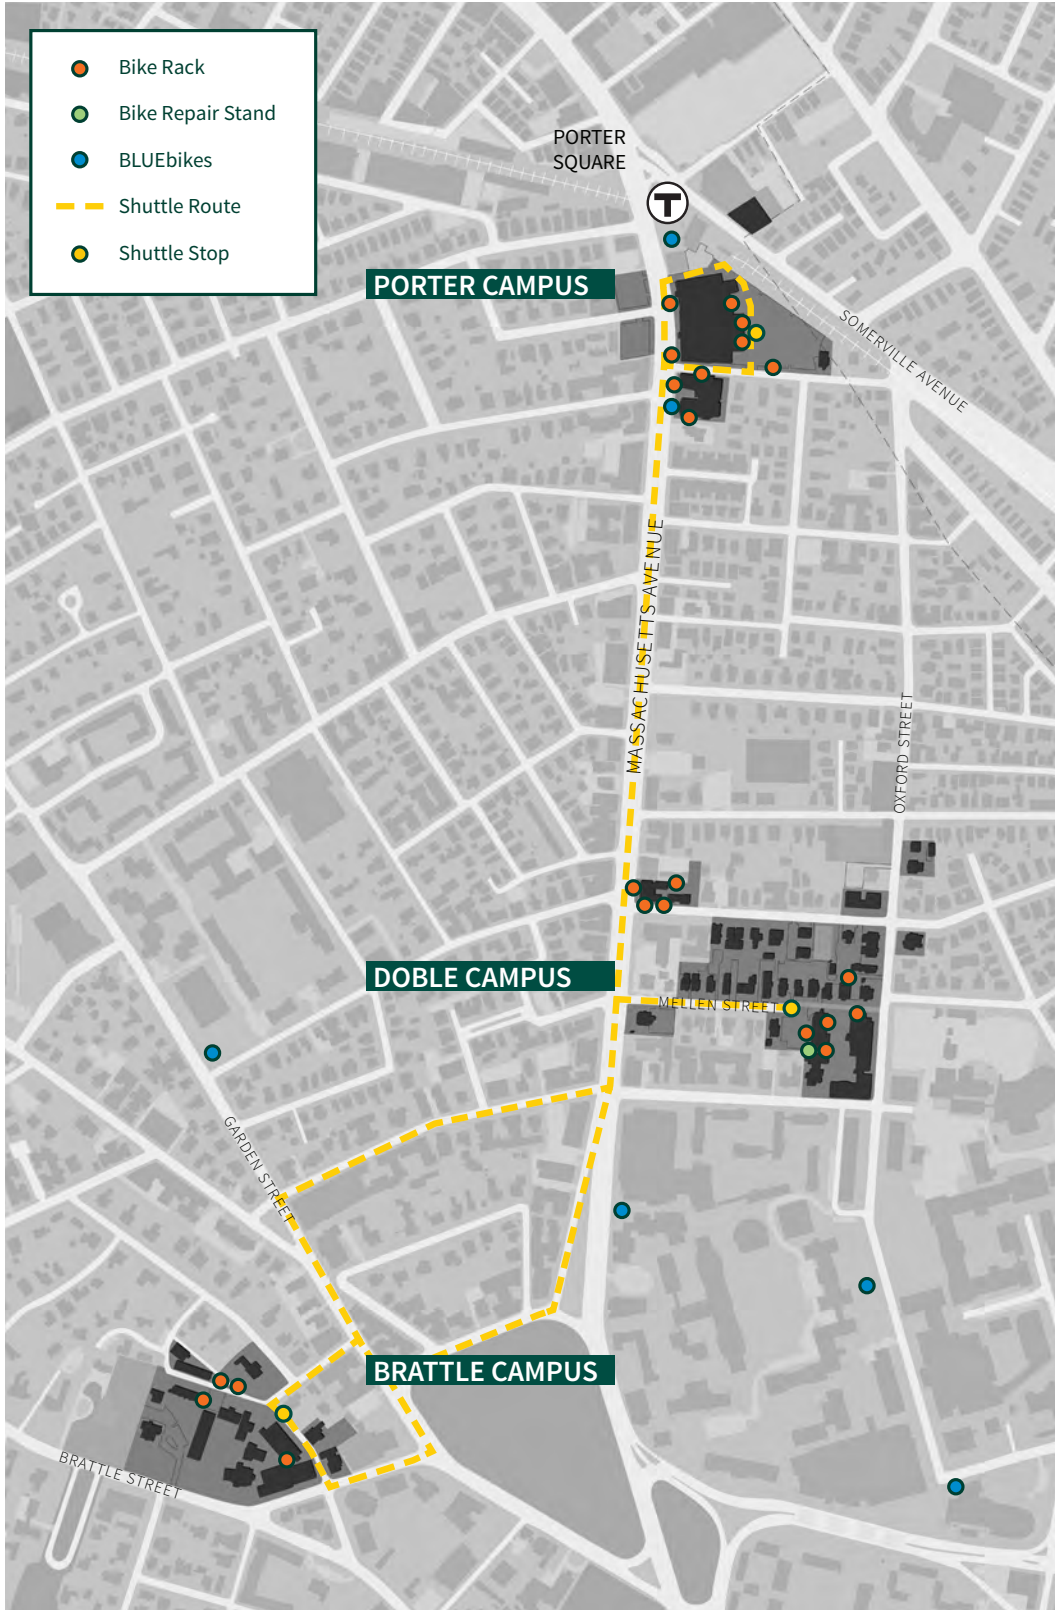 Bike Rack
Bike Repair Stand
BLUEbikes
Shuttle Route
Shuttle Stop
PORTER
SQUARE
T
PORTER CAMPUS
SOMERVILLE AVENUE
MASSACHUSETTS AVENUE
OXFORD STREET
DOBLE CAMPUS
MELLEN STREET
GARDEN STREET
BRATTLE CAMPUS
BRATTLE STREET